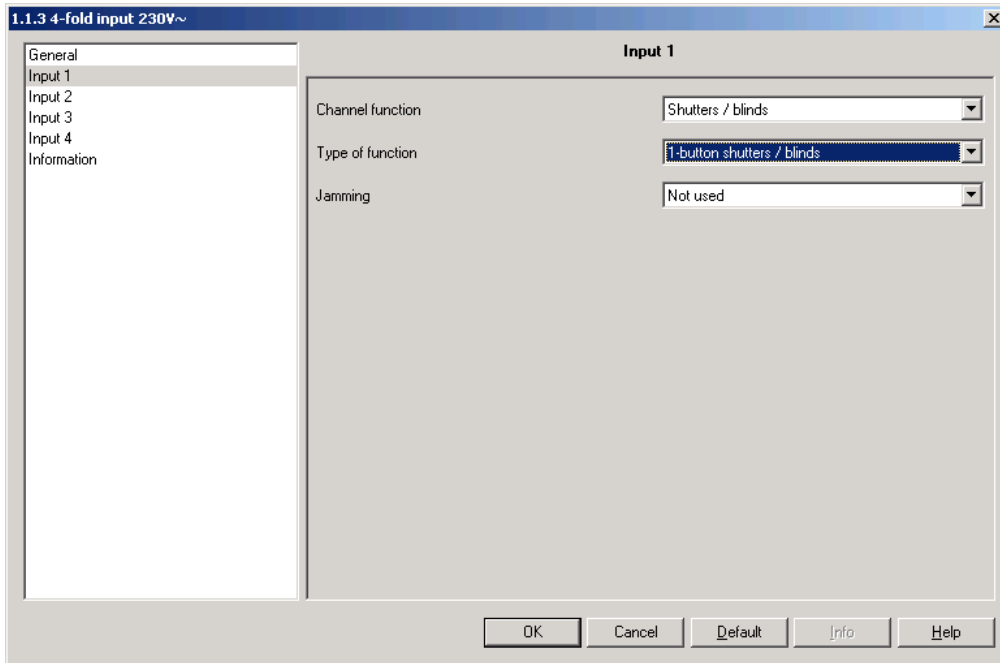 1.1.3 4-fold input 230V~
General
Input 1
Input 2
Input 3
Input 4
Information
Input 1
Channel function
Shutters / blinds
Type of function
1-button shutters / blinds
Jamming
Not used
OK
Cancel
Default
Info
Help